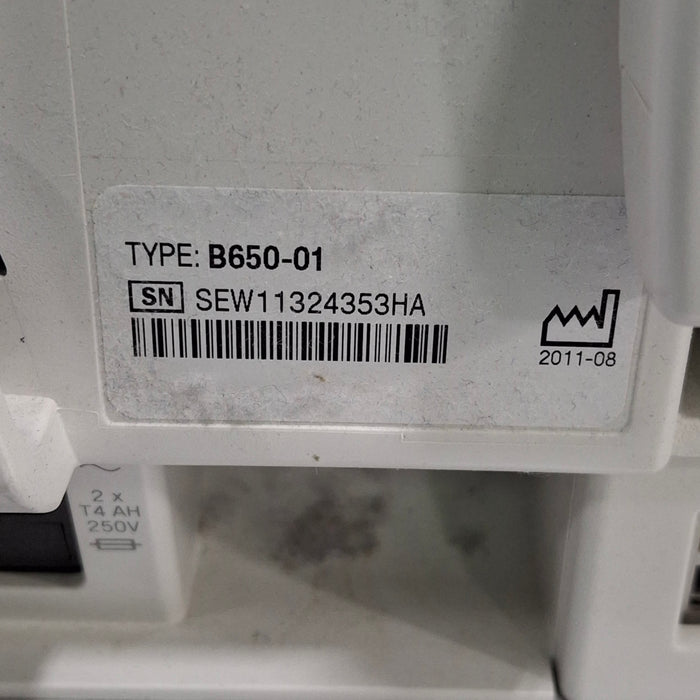 TYPE: B650-01
SN SEW11324353HA
2011-08
2 x
T4 AH
250V